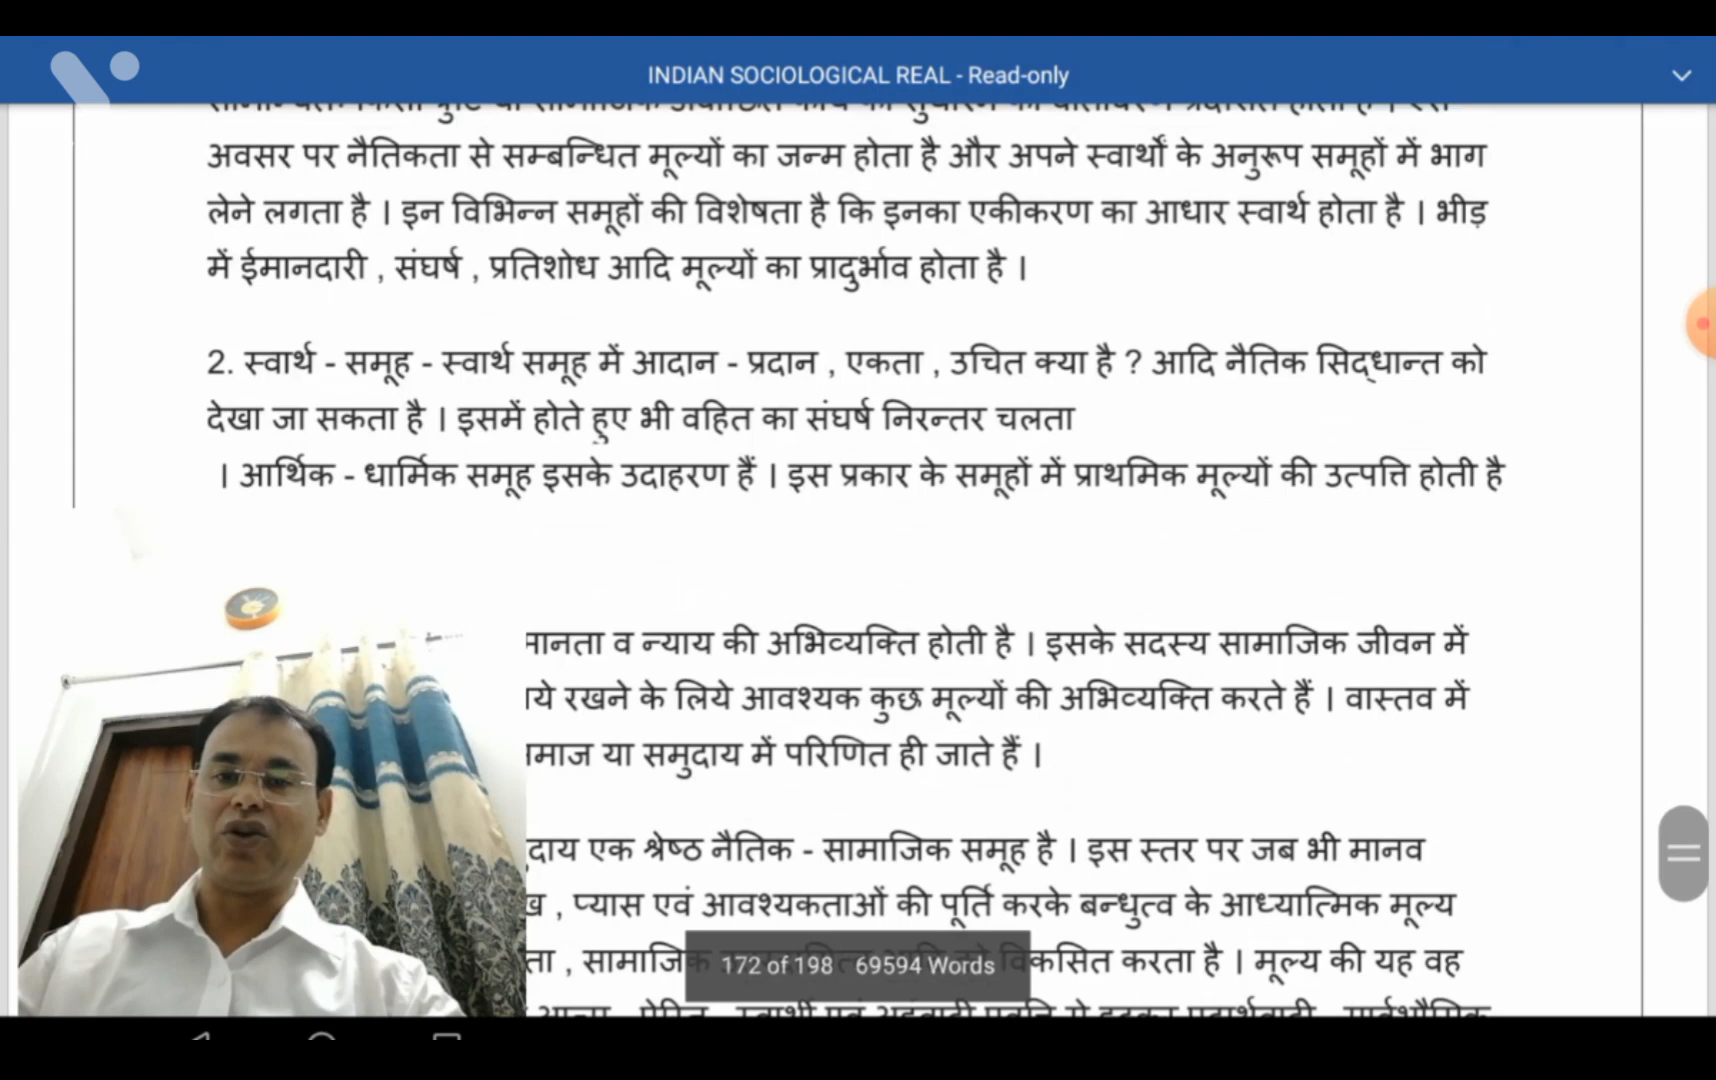 INDIAN SOCIOLOGICAL REAL - Read-only
अवसर पर नैतिकता से सम्बन्धित मूल्यों का जन्म होता है और अपने स्वार्थों के अनुरूप समूहों में भाग
लेने लगता है । इन विभिन्न समूहों की विशेषता है कि इनका एकीकरण का आधार स्वार्थ होता है । भीड़
में ईमानदारी , संघर्ष , प्रतिशोध आदि मूल्यों का प्रादुर्भाव होता है ।
2. स्वार्थ - समूह - स्वार्थ समूह में आदान - प्रदान , एकता , उचित क्या है ? आदि नैतिक सिद्धान्त को
देखा जा सकता है । इसमें होते हुए भी वहित का संघर्ष निरन्तर चलता
। आर्थिक - धार्मिक समूह इसके उदाहरण हैं । इस प्रकार के समूहों में प्राथमिक मूल्यों की उत्पत्ति होती है
व न्याय की अभिव्यक्ति होती है । इसके सदस्य सामाजिक जीवन में
रखने के लिये आवश्यक कुछ मूल्यों की अभिव्यक्ति करते हैं । वास्तव में
या समुदाय में परिणित ही जाते हैं ।
एक श्रेष्ठ नैतिक - सामाजिक समूह है । इस स्तर पर जब भी मानव
, प्यास एवं आवश्यकताओं की पूर्ति करके बन्धुत्व के आध्यात्मिक मूल्य
विकसित करता है । मूल्य की यह वह
172 of 198 69594 Words